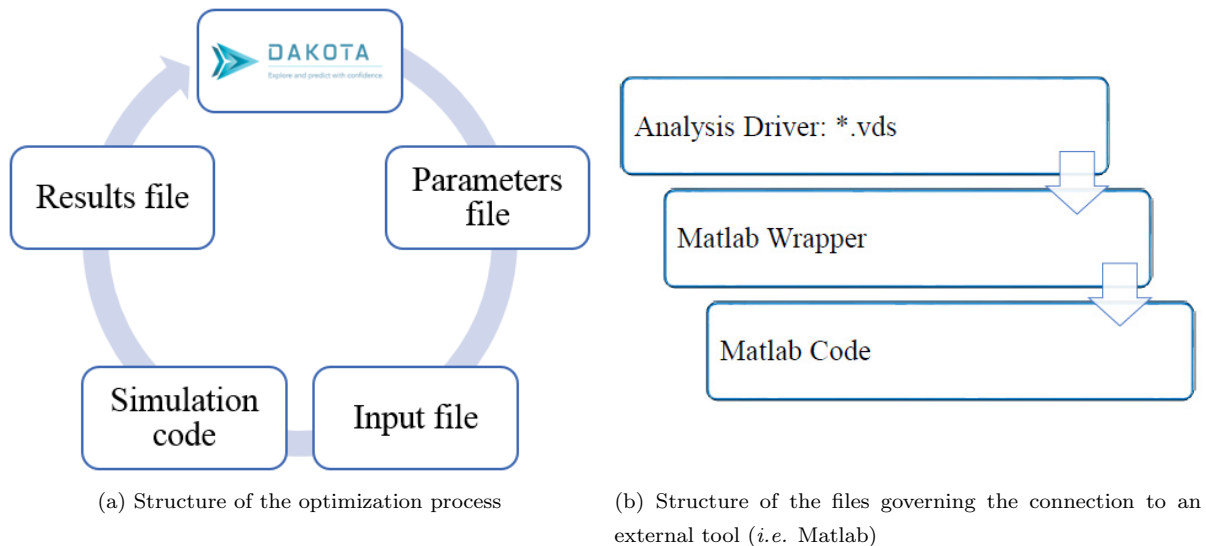 DAKOTA
Explore and predict with confidence.
Parameters
file
Results file
Simulation
code
Input file
(a) Structure of the optimization process
Analysis Driver: *.vds
Matlab Wrapper
Matlab Code
(b) Structure of the files governing the connection to an
external tool (i.e. Matlab)